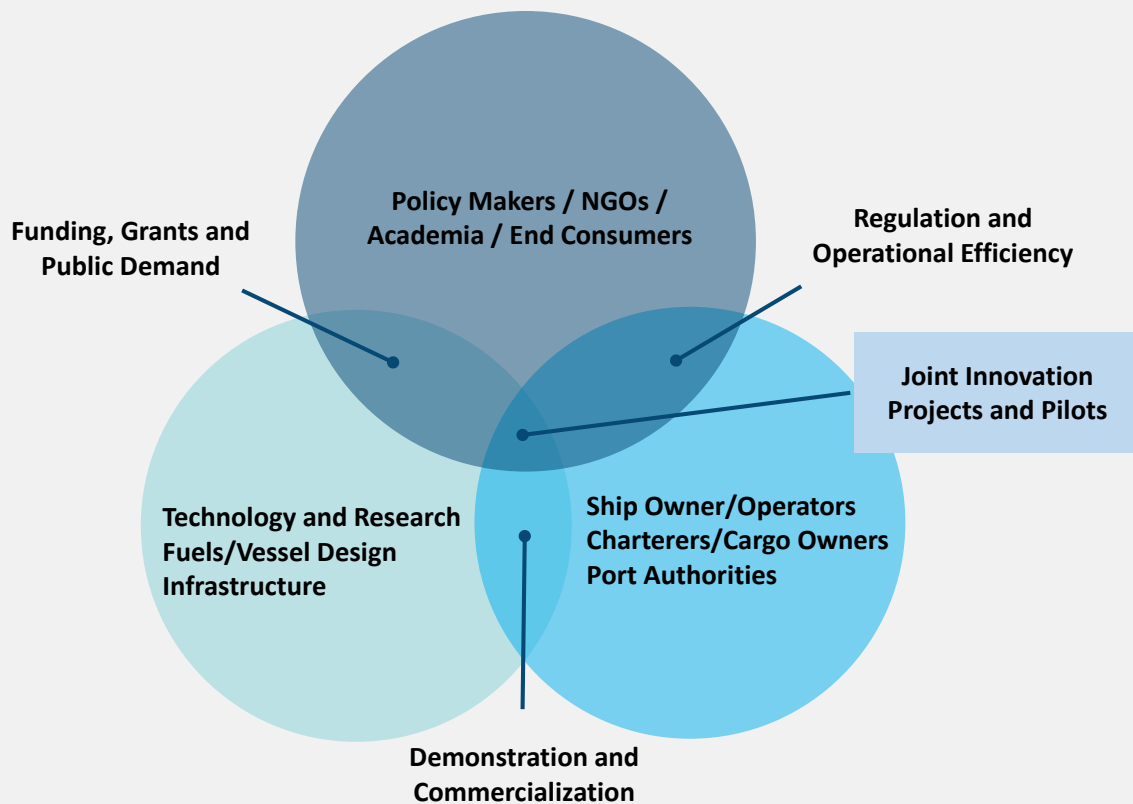 Policy Makers / NGOs /
Academia / End Consumers
Funding, Grants and
Public Demand
Regulation and
Operational Efficiency
Joint Innovation
Projects and Pilots
Technology and Research
Fuels/Vessel Design
Infrastructure
Ship Owner/Operators
Charterers/Cargo Owners
Port Authorities
Demonstration and
Commercialization